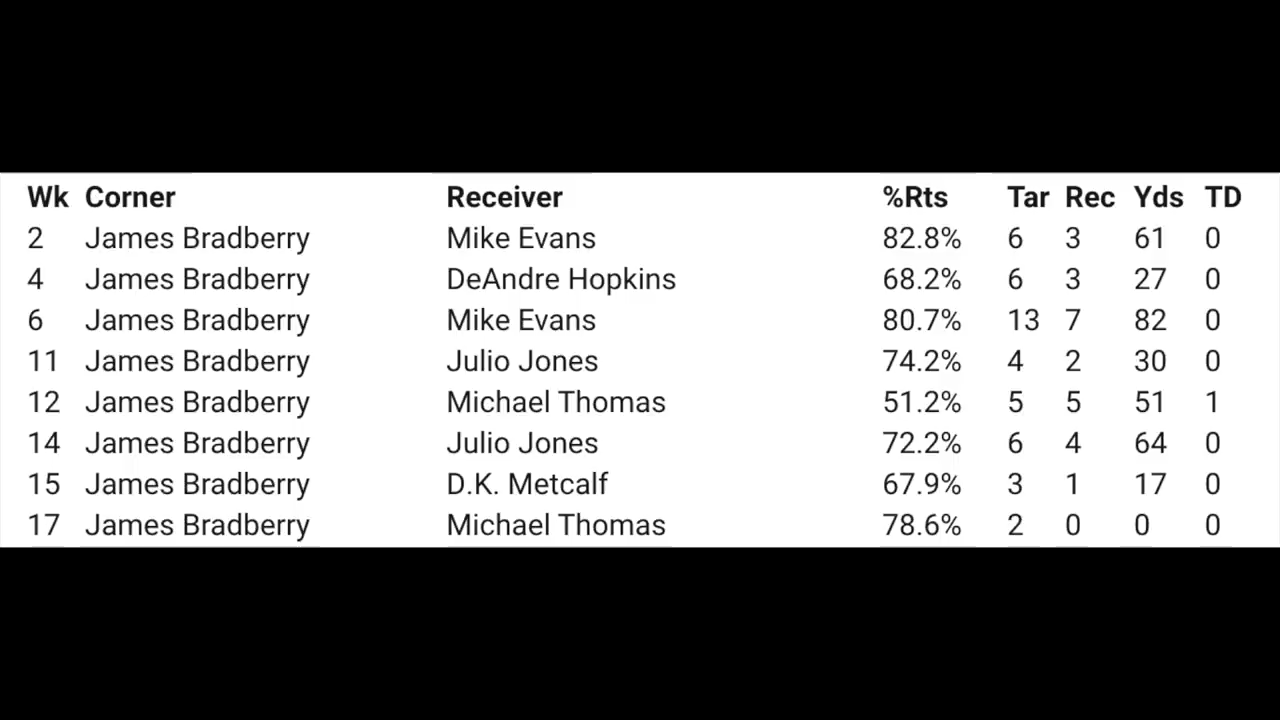 Wk Corner Receiver %Rts Tar Rec Yds TD
2 James Bradberry Mike Evans 82.8% 6 3 61 0
4 James Bradberry DeAndre Hopkins 68.2% 6 3 27 0
6 James Bradberry Mike Evans 80.7% 13 7 82 0
11 James Bradberry Julio Jones 74.2% 4 2 30 0
12 James Bradberry Michael Thomas 51.2% 5 5 51 1
14 James Bradberry Julio Jones 72.2% 6 4 64 0
15 James Bradberry D.K. Metcalf 67.9% 3 1 17 0
17 James Bradberry Michael Thomas 78.6% 2 0 0 0